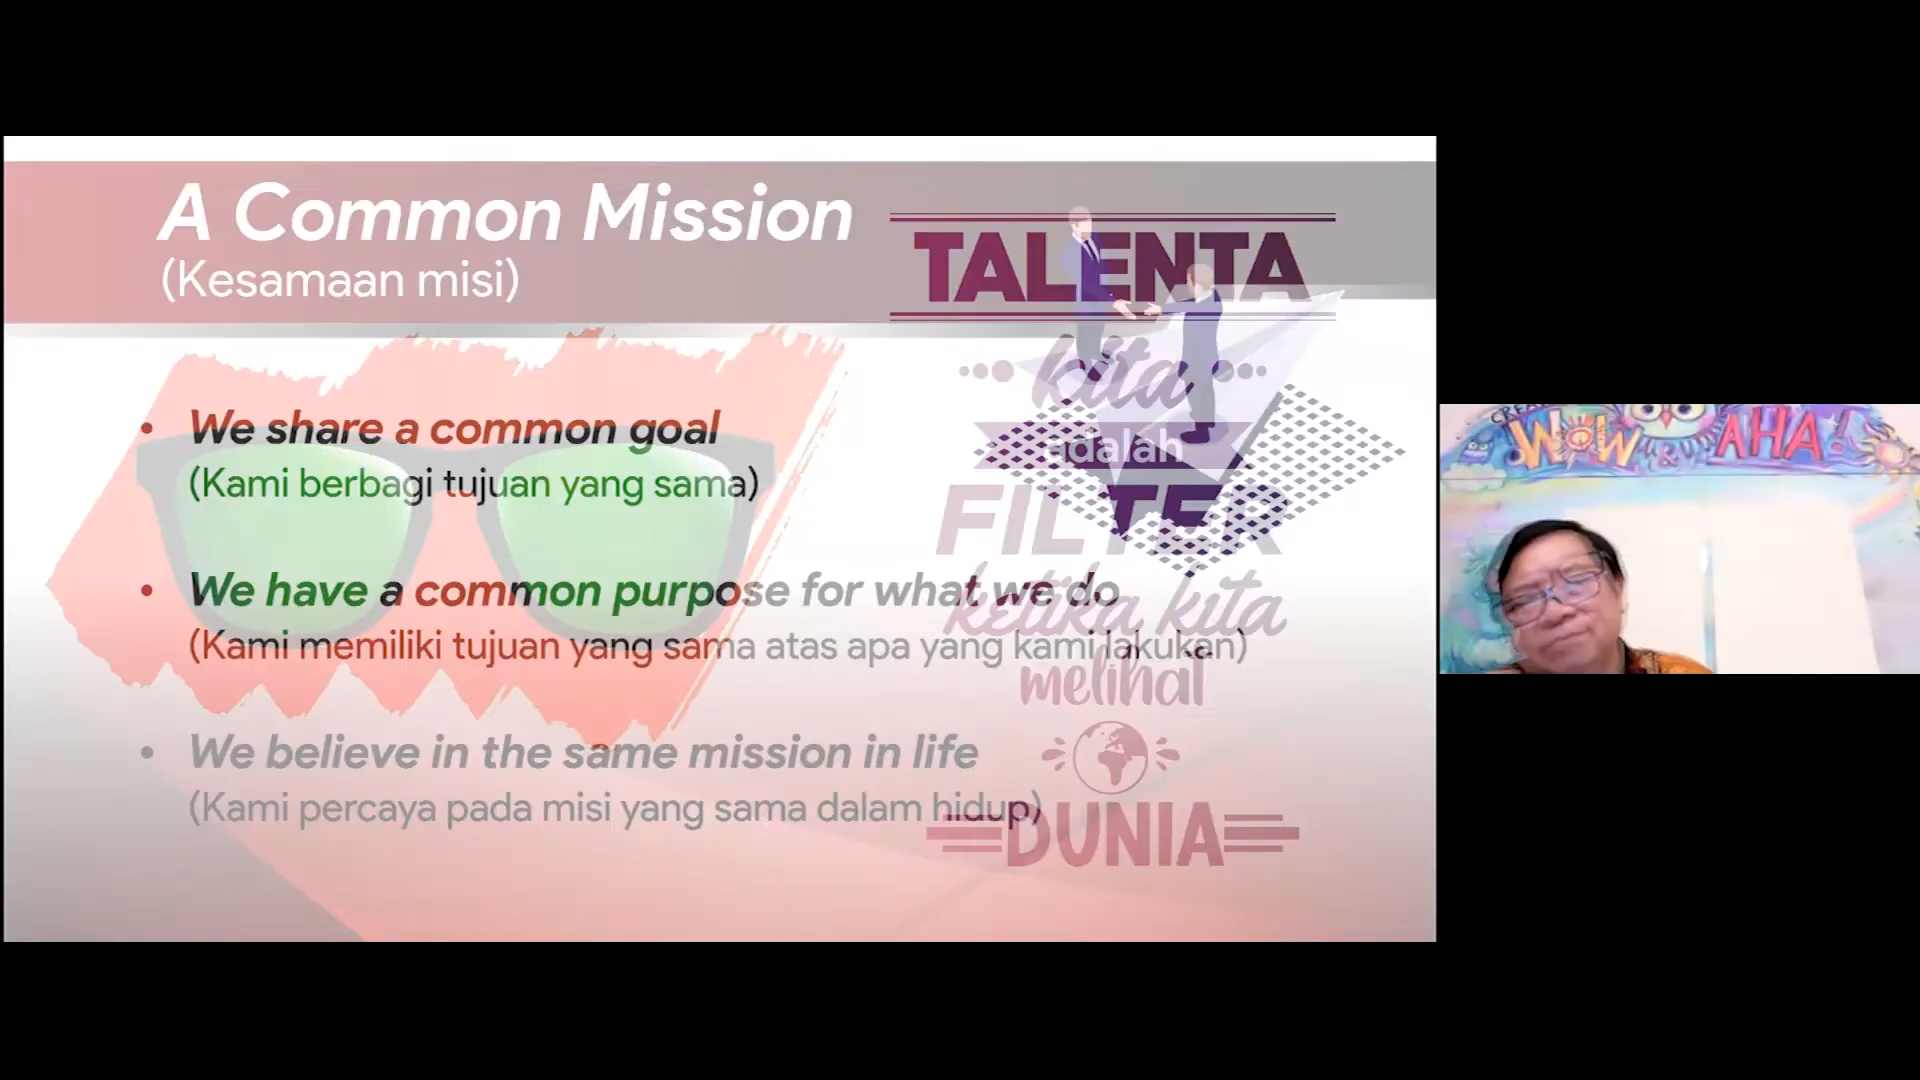 A Common Mission
(Kesamaan misi)
• We share a common goal
(Kami berbagi tujuan yang sama)
• We have a common purpose for what we do
(Kami memiliki tujuan yang sama atas apa yang kami lakukan)
• We believe in the same mission in life
(Kami percaya pada misi yang sama dalam hidup)
TALENTA
kita
adalah
FILTER
ketika kita
melihat
DUNIA
WOW
& AHA!